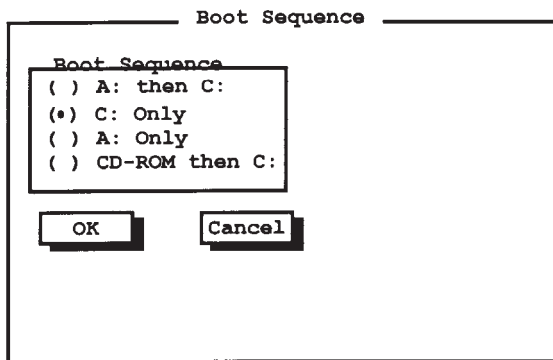 Boot Sequence
Boot Sequence
( ) A: then C:
(•) C: Only
( ) A: Only
( ) CD-ROM then C:
OK Cancel